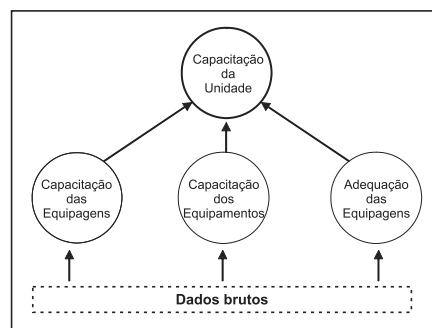 Capacitação
da
Unidade
Capacitação
das
Equipagens
Capacitação
dos
Equipamentos
Adequação
das
Equipagens
Dados brutos